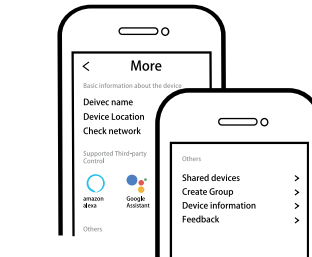 < More
Basic information about the device
Deivec name
Device Location
Check network
Supported Third-party
Control
amazon
alexa
Google
Assistant
Others
Others
Shared devices >
Create Group >
Device information >
Feedback >